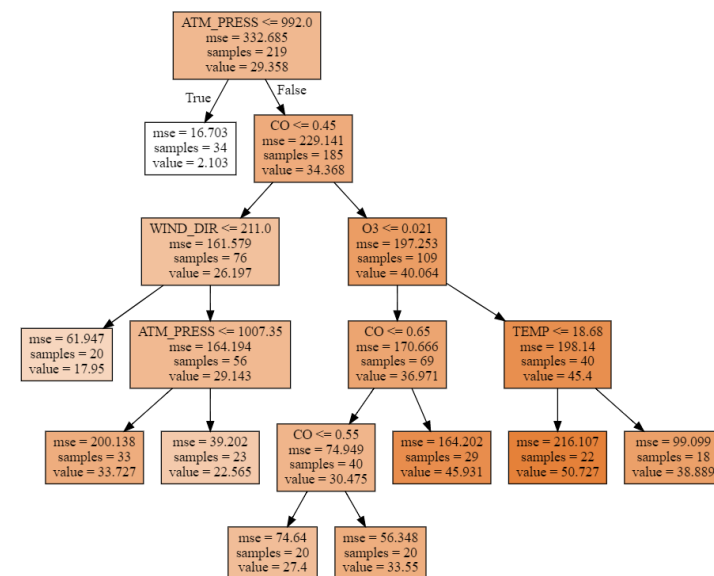 ATM_PRESS <= 992.0
mse = 332.685
samples = 219
value = 29.358
True
False
mse = 16.703
samples = 34
value = 2.103
CO <= 0.45
mse = 229.141
samples = 185
value = 34.368
WIND_DIR <= 211.0
mse = 161.579
samples = 76
value = 26.197
O3 <= 0.021
mse = 197.253
samples = 109
value = 40.064
mse = 61.947
samples = 20
value = 17.95
ATM_PRESS <= 1007.35
mse = 164.194
samples = 56
value = 29.143
CO <= 0.65
mse = 170.666
samples = 69
value = 36.971
TEMP <= 18.68
mse = 198.14
samples = 40
value = 45.4
mse = 200.138
samples = 33
value = 33.727
mse = 39.202
samples = 23
value = 22.565
CO <= 0.55
mse = 74.949
samples = 40
value = 30.475
mse = 164.202
samples = 29
value = 45.931
mse = 216.107
samples = 22
value = 50.727
mse = 99.099
samples = 18
value = 38.889
mse = 74.64
samples = 20
value = 27.4
mse = 56.348
samples = 20
value = 33.55